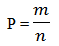 P = m/n